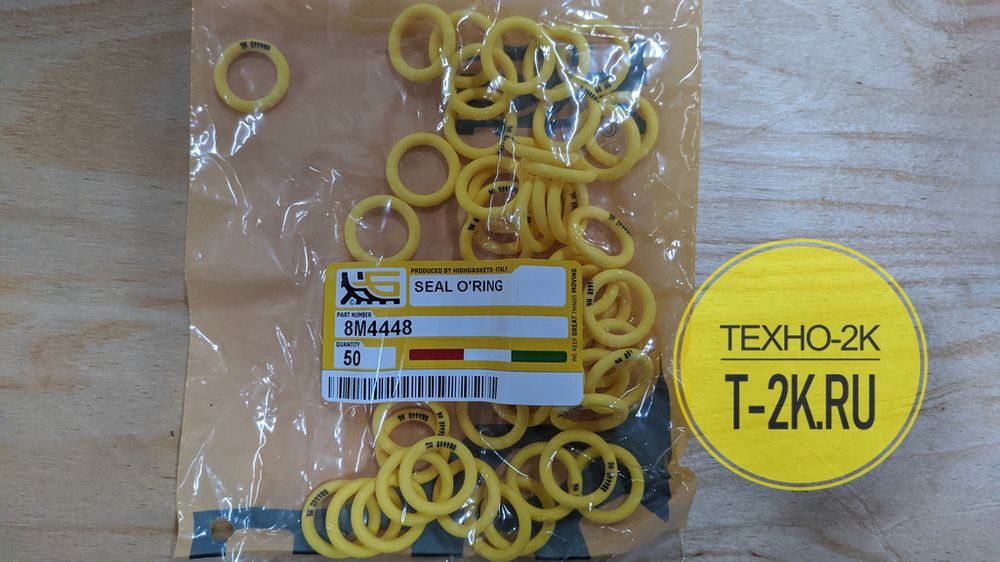 PRODUCED BY HIGHGASKETS· ITALY
SEAL O'RING
PART NUMBER
8M4448
QUANTITY
50
WE KEEP GREAT THINGS MOVING
ТЕХНО-2К
T-2K.RU